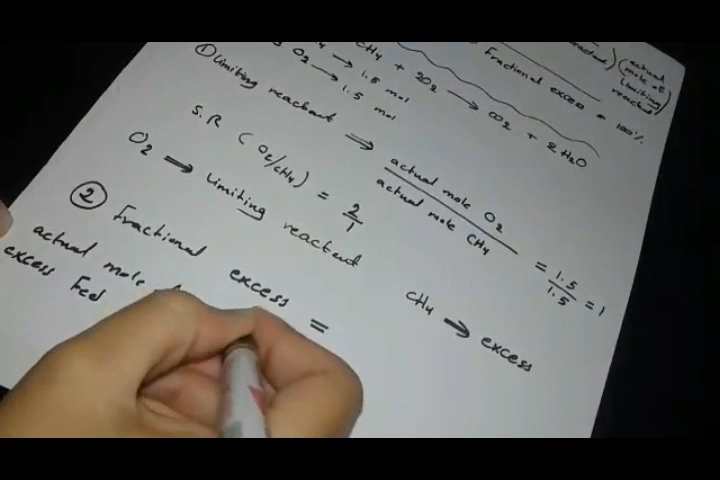 Fractional excess = 100%
actual
mole of
limiting
reactant
CH4 + 2O2 → CO2 + 2H2O
→ 1.5 mol
O2 → 1.5 mol
① Limiting reactant ⇒ actual mole O2 / actual mole CH4 = 1.5/1.5 = 1
S.R (O2/CH4) = 2/1
O2 ⇒ Limiting reactant
CH4 → excess
② Fractional excess =
actual mole
excess Feed